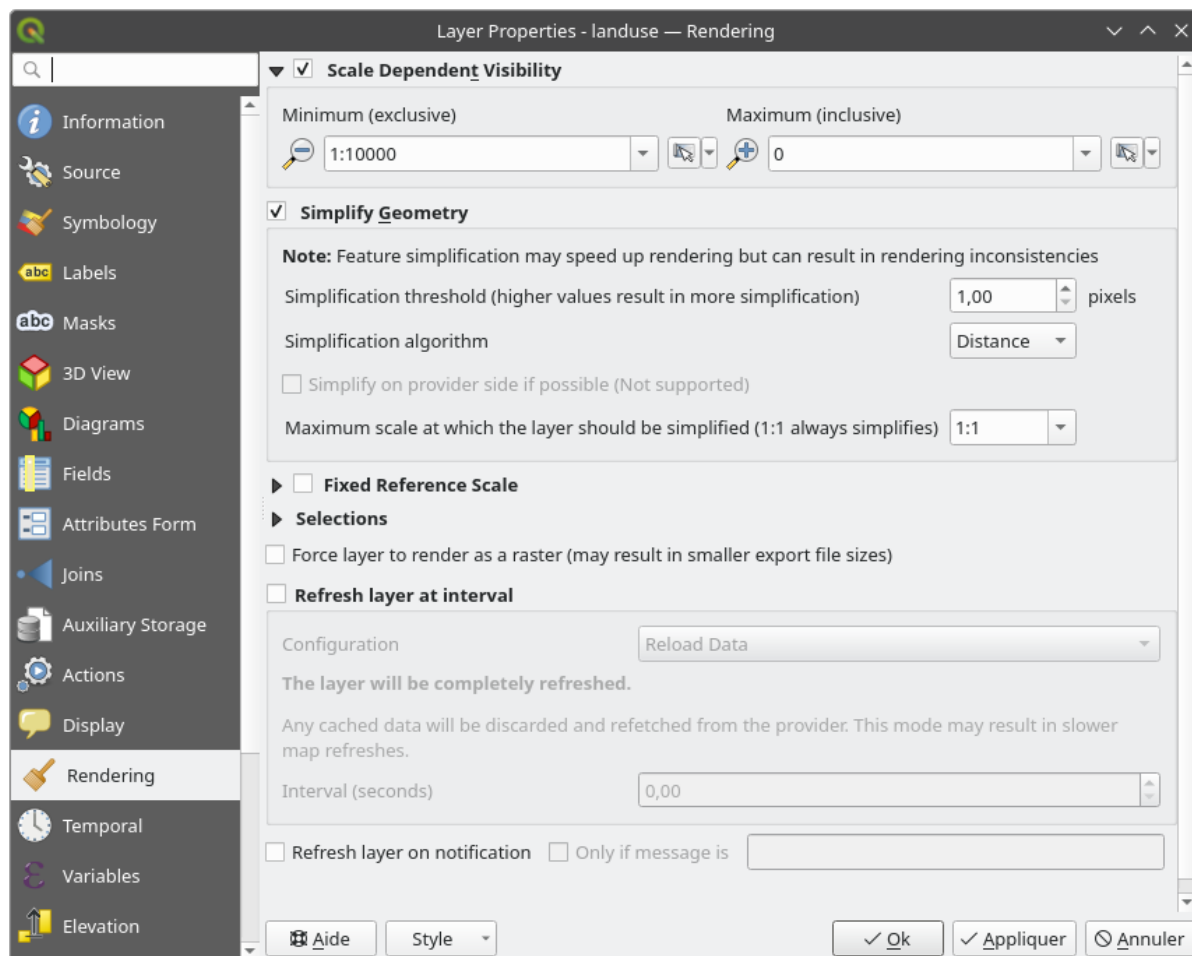 Layer Properties - landuse — Rendering
Information
Source
Symbology
abc Labels
abc Masks
3D View
Diagrams
Fields
Attributes Form
Joins
Auxiliary Storage
Actions
Display
Rendering
Temporal
Variables
Elevation
Scale Dependent Visibility
Minimum (exclusive) Maximum (inclusive)
1:10000 0
Simplify Geometry
Note: Feature simplification may speed up rendering but can result in rendering inconsistencies
Simplification threshold (higher values result in more simplification) 1,00 pixels
Simplification algorithm Distance
Simplify on provider side if possible (Not supported)
Maximum scale at which the layer should be simplified (1:1 always simplifies) 1:1
Fixed Reference Scale
Selections
Force layer to render as a raster (may result in smaller export file sizes)
Refresh layer at interval
Configuration Reload Data
The layer will be completely refreshed.
Any cached data will be discarded and refetched from the provider. This mode may result in slower
map refreshes.
Interval (seconds) 0,00
Refresh layer on notification Only if message is
Aide Style Ok Appliquer Annuler